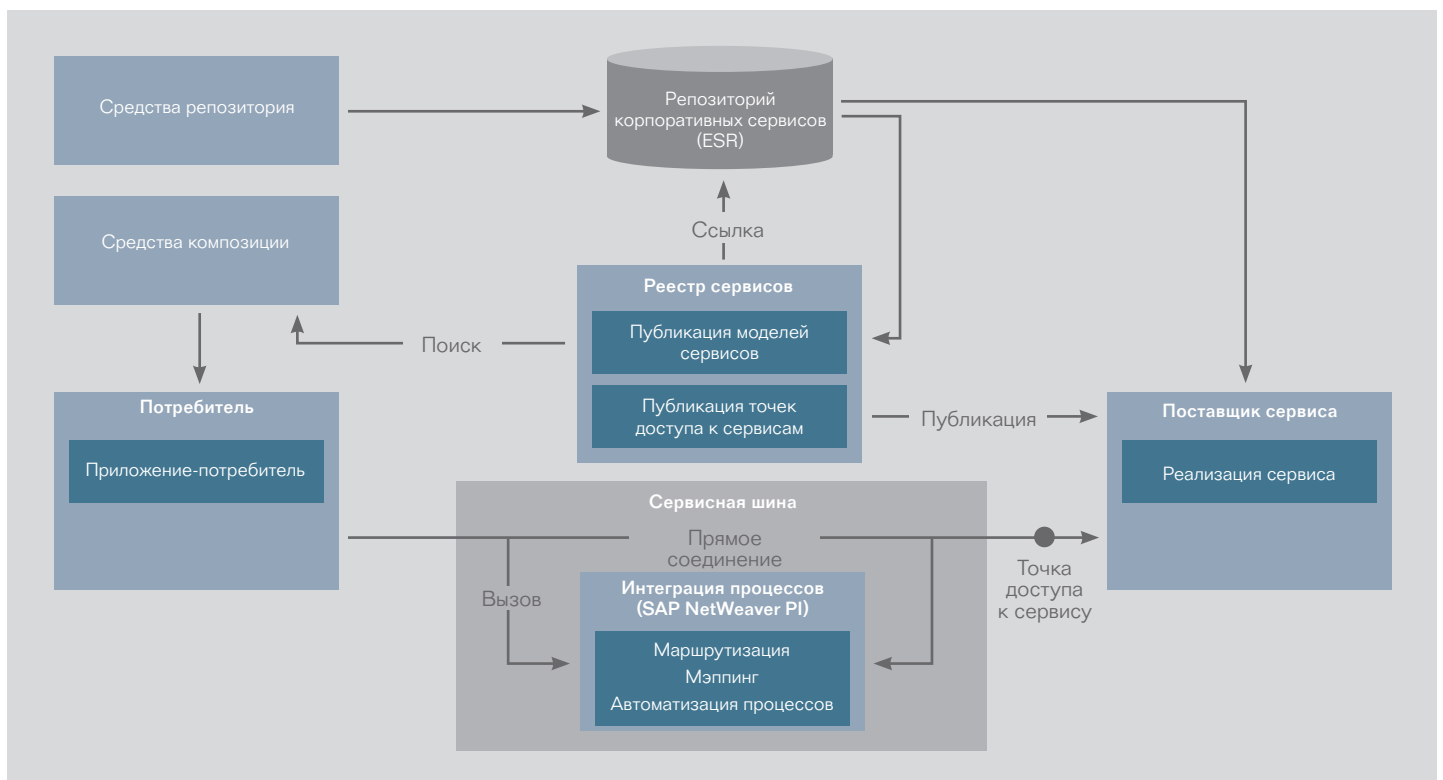 Средства репозитория
Репозиторий
корпоративных сервисов
(ESR)
Средства композиции
Ссылка
Реестр сервисов
Публикация моделей
сервисов
Поиск
Публикация точек
доступа к сервисам
Публикация
Потребитель
Приложение-потребитель
Поставщик сервиса
Реализация сервиса
Сервисная шина
Прямое
соединение
Вызов
Интеграция процессов
(SAP NetWeaver PI)
Маршрутизация
Мэппинг
Автоматизация процессов
Точка
доступа
к сервису